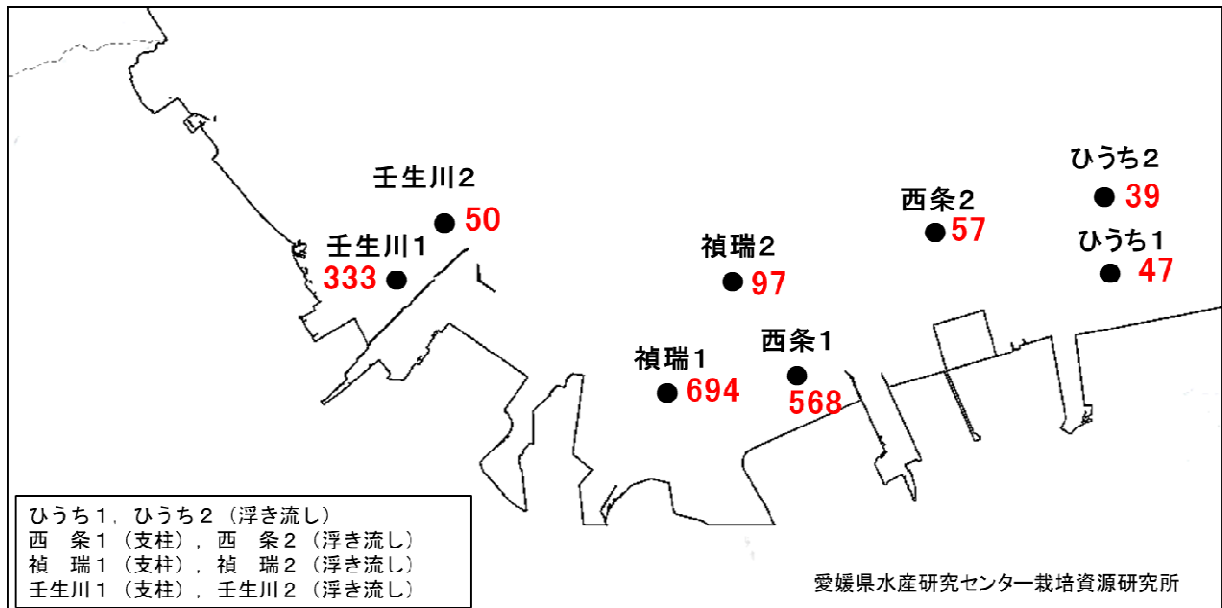 ひうち2
39
壬生川2
50
西条2
57
壬生川1
333
禎瑞2
97
ひうち1
47
禎瑞1
694
西条1
568
ひうち1，ひうち2（浮き流し）
西　条1（支柱），西　条2（浮き流し）
禎　瑞1（支柱），禎　瑞2（浮き流し）
壬生川1（支柱），壬生川2（浮き流し）
愛媛県水産研究センター栽培資源研究所